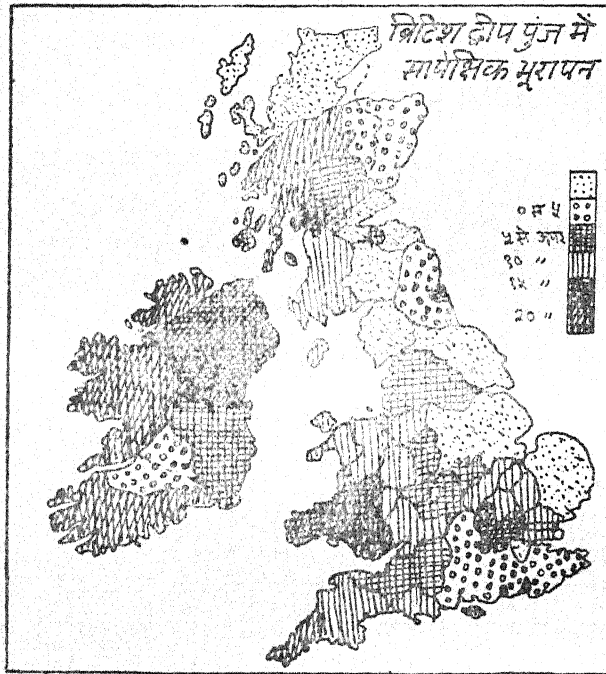 ब्रिटिश द्वीप पुंज में
सापेक्षिक भूरापन
० से ५
५ से ऊपर
१० "
१५ "
२० "